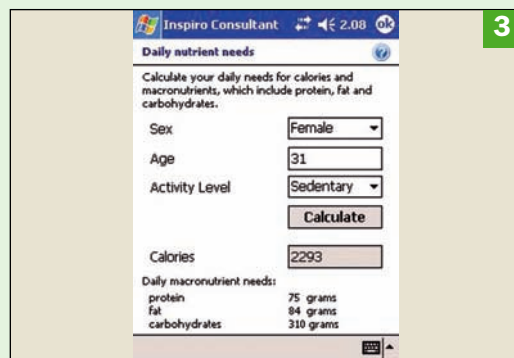 Inspiro Consultant 2.08 ok
3
Daily nutrient needs ?
Calculate your daily needs for calories and
macronutrients, which include protein, fat and
carbohydrates.
Sex Female
Age 31
Activity Level Sedentary
Calculate
Calories 2293
Daily macronutrient needs:
protein 75 grams
fat 84 grams
carbohydrates 310 grams